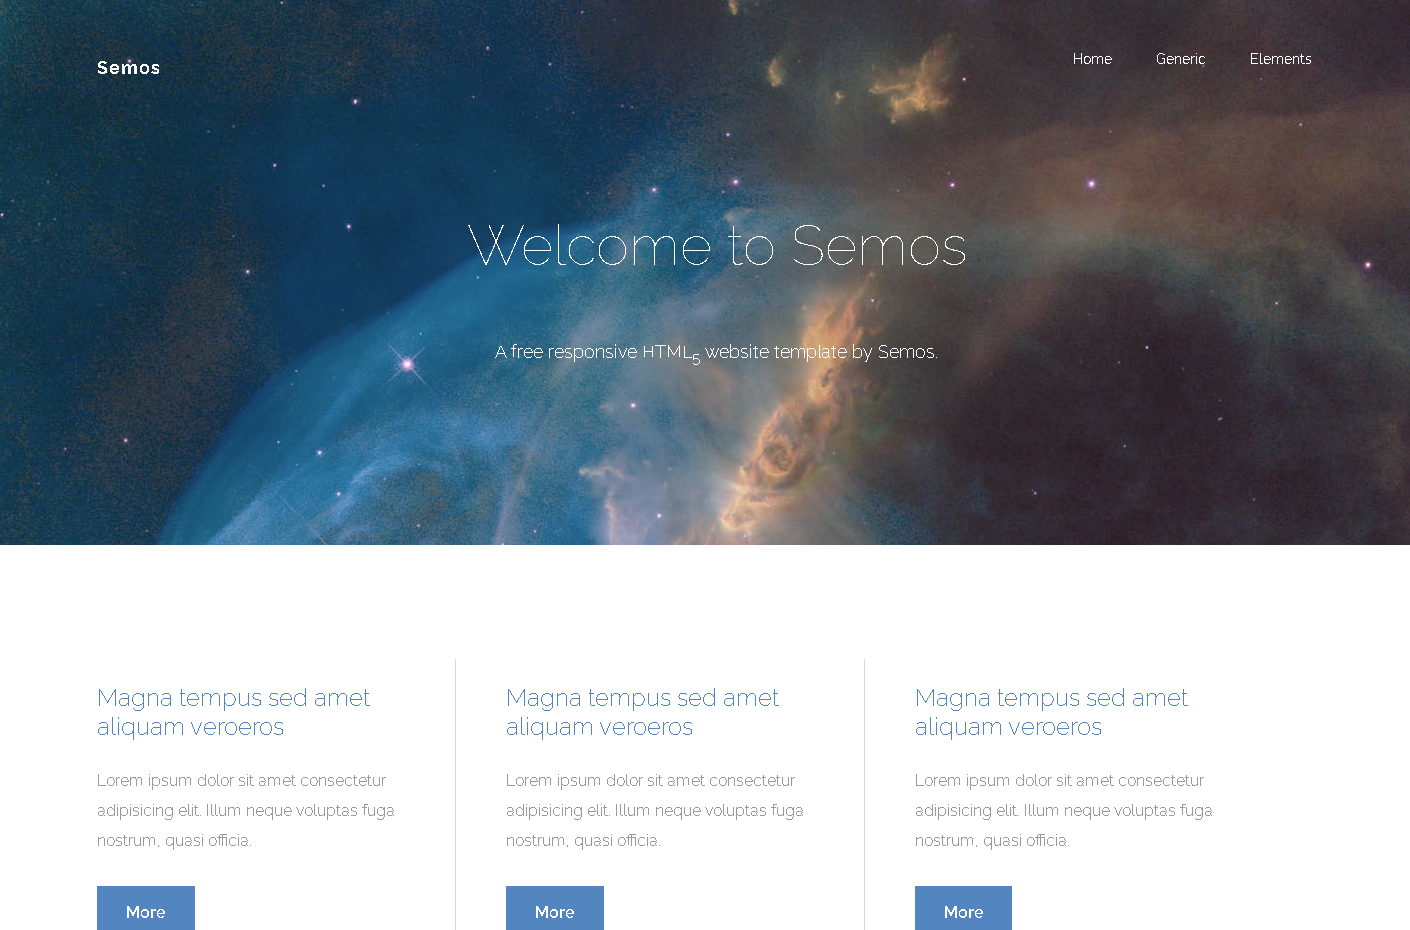 Semos
Home Generic Elements
Welcome to Semos
A free responsive HTML5 website template by Semos.
Magna tempus sed amet
aliquam veroeros
Lorem ipsum dolor sit amet consectetur
adipisicing elit. Illum neque voluptas fuga
nostrum, quasi officia.
More
Magna tempus sed amet
aliquam veroeros
Lorem ipsum dolor sit amet consectetur
adipisicing elit. Illum neque voluptas fuga
nostrum, quasi officia.
More
Magna tempus sed amet
aliquam veroeros
Lorem ipsum dolor sit amet consectetur
adipisicing elit. Illum neque voluptas fuga
nostrum, quasi officia.
More